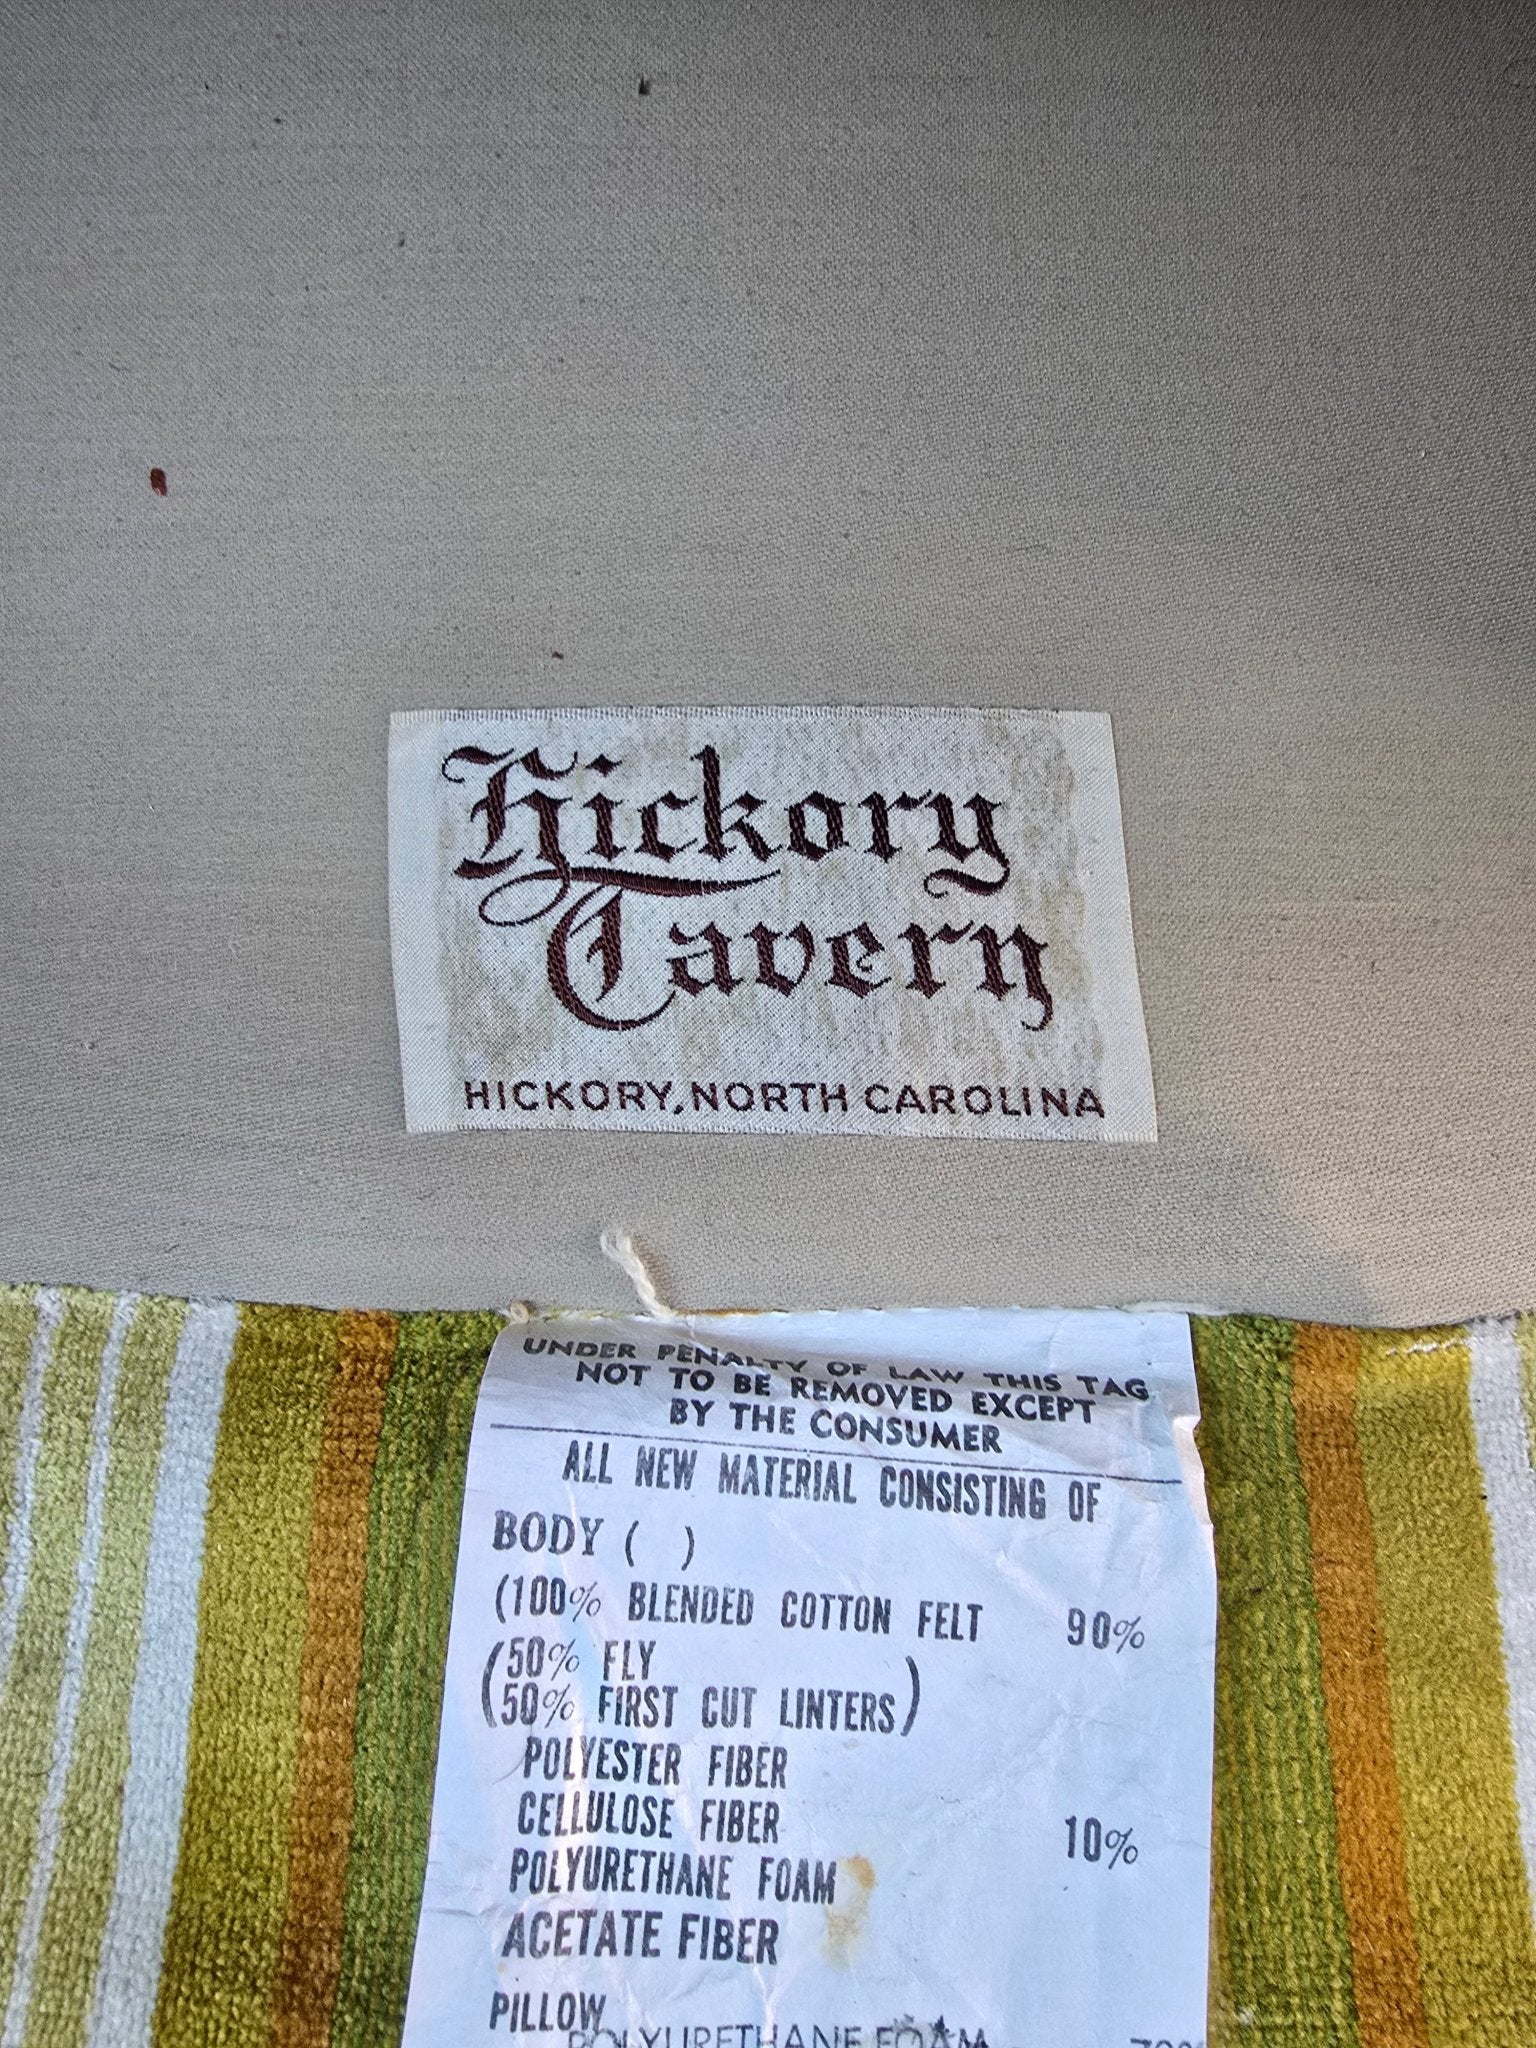 Hickory
Tavern
HICKORY, NORTH CAROLINA
UNDER PENALTY OF LAW THIS TAG
NOT TO BE REMOVED EXCEPT
BY THE CONSUMER
ALL NEW MATERIAL CONSISTING OF
BODY ( )
(100% BLENDED COTTON FELT 90%
(50% FLY
50% FIRST CUT LINTERS)
POLYESTER FIBER
CELLULOSE FIBER 10%
POLYURETHANE FOAM
ACETATE FIBER
PILLOW
POLYURETHANE FOAM